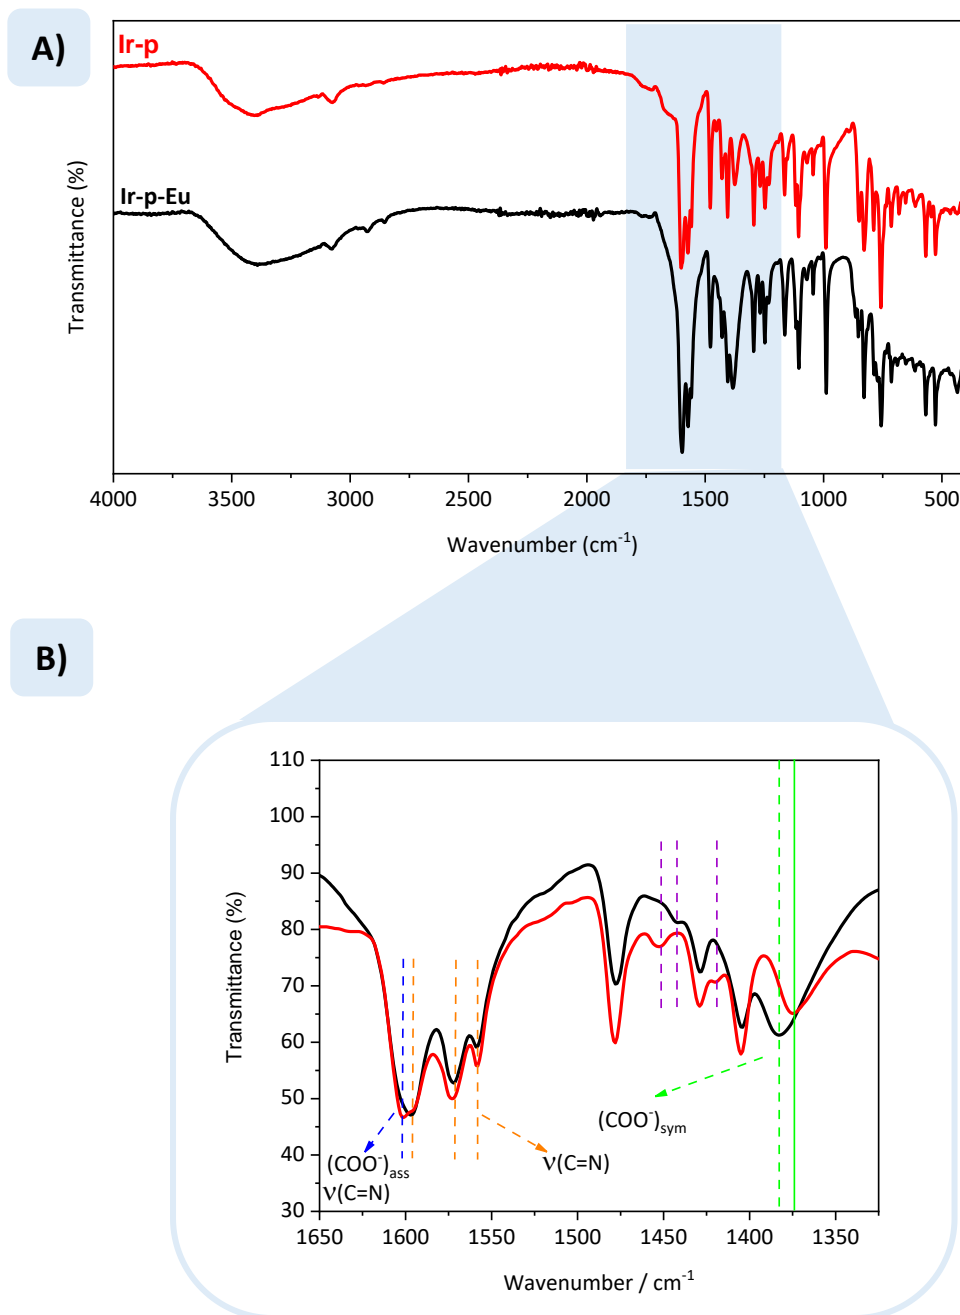 A)
Ir-p
Ir-p-Eu
Transmittance (%)
4000 3500 3000 2500 2000 1500 1000 500
Wavenumber (cm⁻¹)
B)
110
100
90
80
70
60
50
40
30
Transmittance (%)
(COO⁻)sym
(COO⁻)ass
ν(C=N)
ν(C=N)
1650 1600 1550 1500 1450 1400 1350
Wavenumber / cm⁻¹